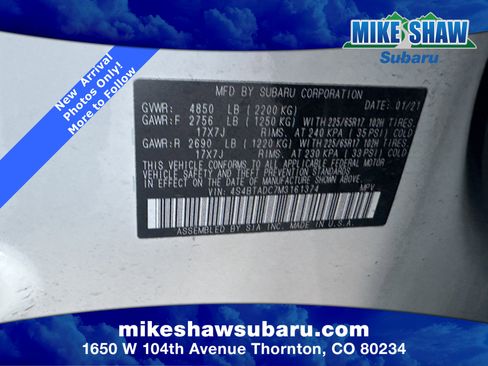 New Arrival
Photos Only!
Come Back Soon!
MIKE SHAW
Subaru
MFD BY SUBARU CORPORATION
GVWR: 4850 LB (2200 KG) DATE: 01/21
GAWR:F 2756 LB (1250 KG) WITH 225/65R17 102H TIRES.
17X7J RIMS. AT 240 KPA (35 PSI) COLD
GAWR:R 2690 LB (1220 KG) WITH 225/65R17 102H TIRES.
17X7J RIMS. AT 230 KPA (33 PSI) COLD
THIS VEHICLE CONFORMS TO ALL APPLICABLE FEDERAL MOTOR
VEHICLE SAFETY, BUMPER, AND THEFT PREVENTION
STANDARDS IN EFFECT ON THE DATE OF MANUFACTURE
SHOWN ABOVE.
VIN: 4S4BTADC7M3161374 MPV
ASSEMBLED BY SIA INC. MADE IN U.S.A.
mikeshawsubaru.com
1650 W 104th Avenue Thornton, CO 80234